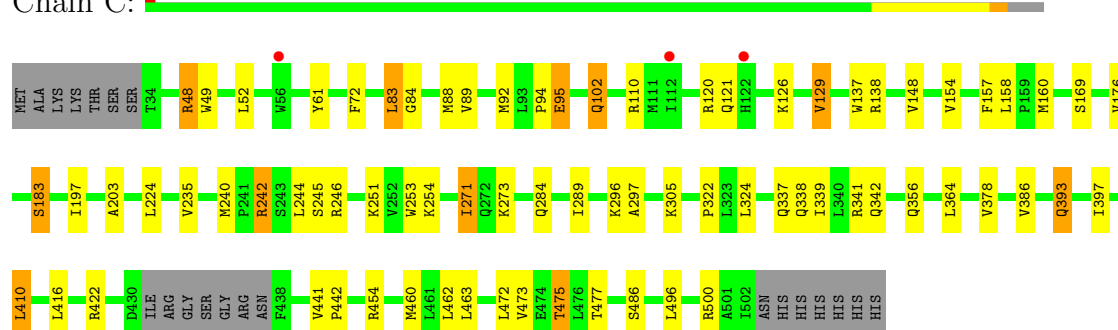 Chain C:
MET ALA LYS LYS THR SER SER T34 R48 W49 L52 W56 Y61 F72 L83 G84 M88 V89 M92 L93 P94 E95 Q102 R110 M111 I112 R120 Q121 H122 K126 V129 W137 R138 V148 V154 F157 L158 P159 M160 S169
S183 I197 A203 L224 V235 M240 P241 R242 S243 L244 S245 R246 K251 V252 W253 K254 I271 Q272 K273 Q284 I289 K296 A297 K305 P322 L323 L324 Q337 Q338 I339 L340 R341 Q342 Q356 L364 V378 V386 Q393 I397
L410 L416 R422 D430 ILE ARG GLY SER GLY ARG ASN F438 V441 P442 R454 M460 L461 L462 L463 L472 V473 E474 T475 L476 T477 S486 L496 R500 A501 I502 ASN HIS HIS HIS HIS HIS HIS